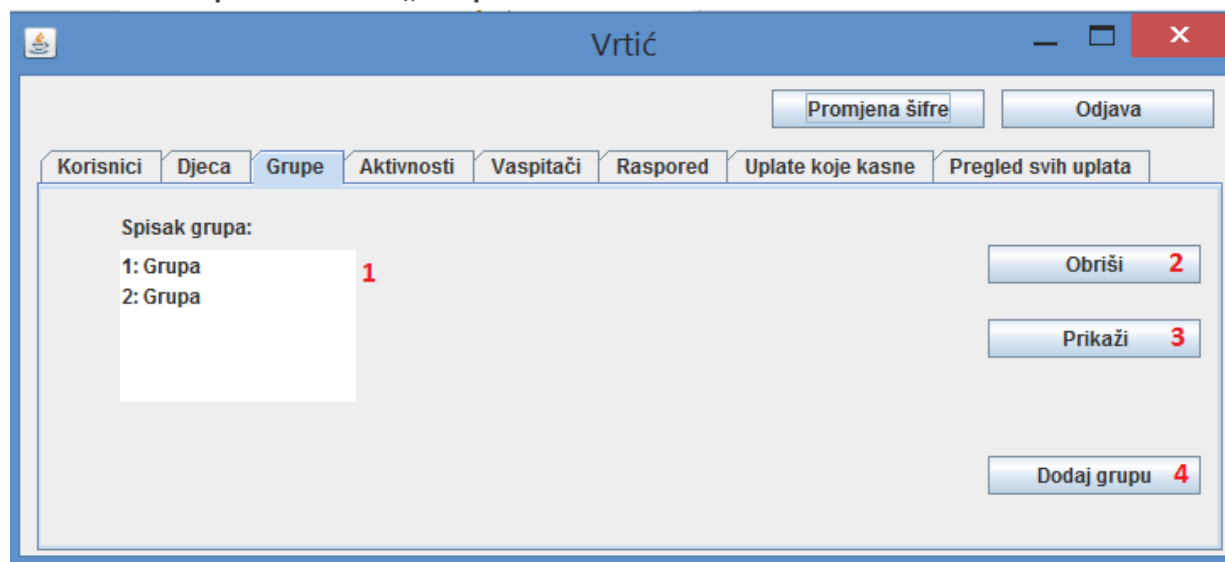 Vrtić
Promjena šifre Odjava
Korisnici Djeca Grupe Aktivnosti Vaspitači Raspored Uplate koje kasne Pregled svih uplata
Spisak grupa:
1: Grupa 1
2: Grupa
Obriši 2
Prikaži 3
Dodaj grupu 4